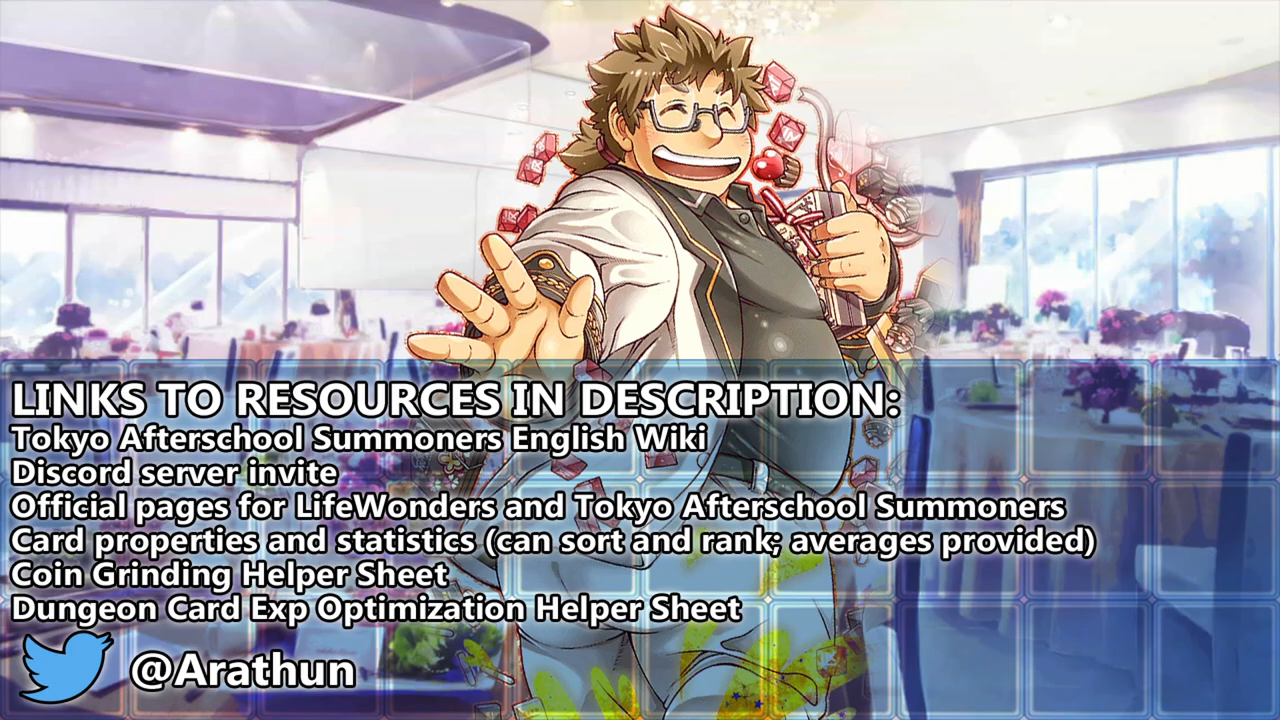 LINKS TO RESOURCES IN DESCRIPTION:
Tokyo Afterschool Summoners English Wiki
Discord server invite
Official pages for LifeWonders and Tokyo Afterschool Summoners
Card properties and statistics (can sort and rank; averages provided)
Coin Grinding Helper Sheet
Dungeon Card Exp Optimization Helper Sheet
@Arathun